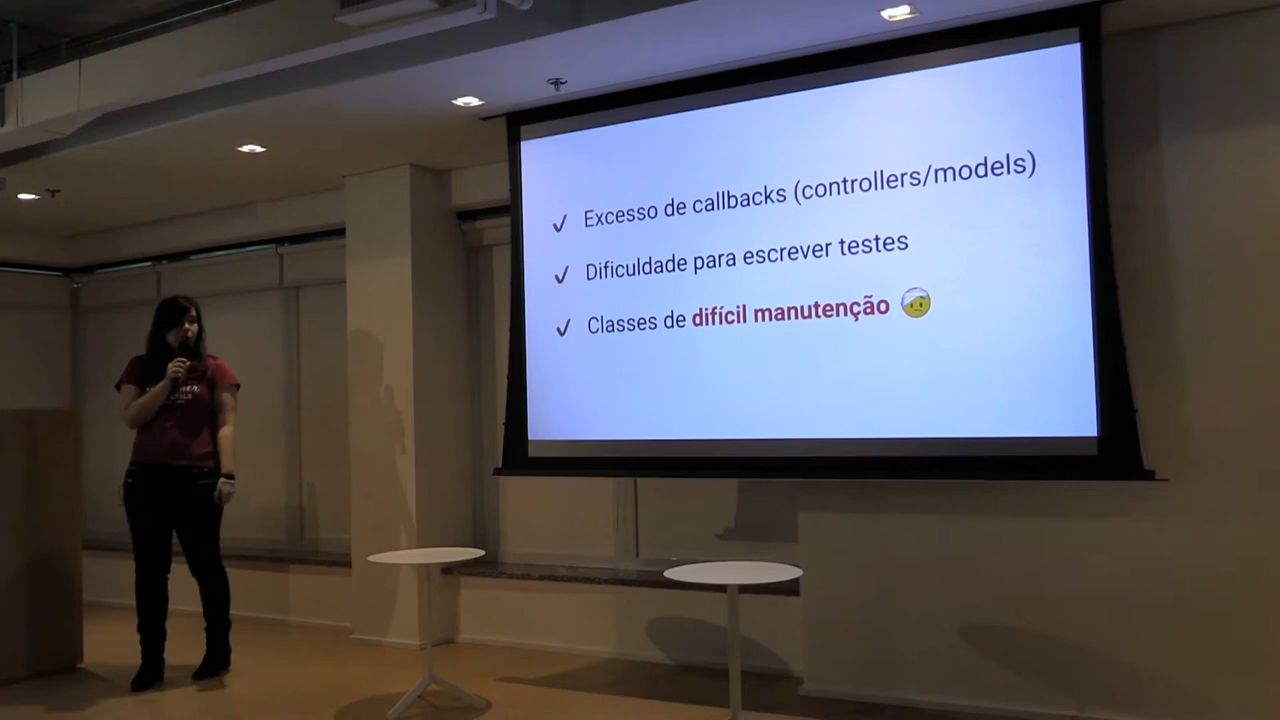 ✓ Excesso de callbacks (controllers/models)
✓ Dificuldade para escrever testes
✓ Classes de difícil manutenção 🤕